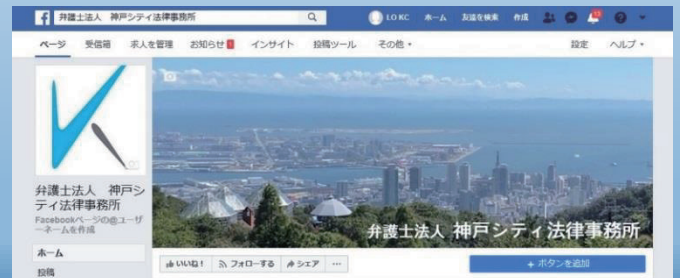 弁護士法人 神戸シティ法律事務所
LO KC ホーム 友達を検索 作成
ページ 受信箱 求人を管理 お知らせ インサイト 投稿ツール その他 設定 ヘルプ
弁護士法人 神戸シティ法律事務所
弁護士法人 神戸シ
ティ法律事務所
Facebookページの@ユーザ
ーネームを作成
ホーム
投稿
いいね! フォローする シェア ...
+ ボタンを追加